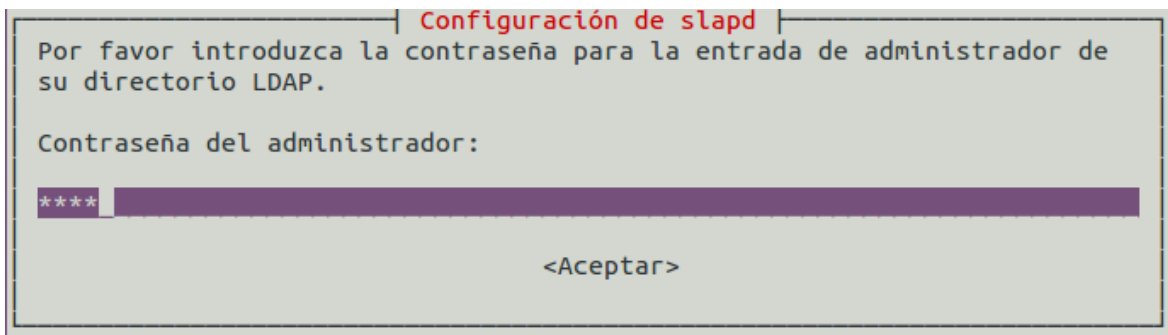 Configuración de slapd
Por favor introduzca la contraseña para la entrada de administrador de
su directorio LDAP.
Contraseña del administrador:
****
<Aceptar>